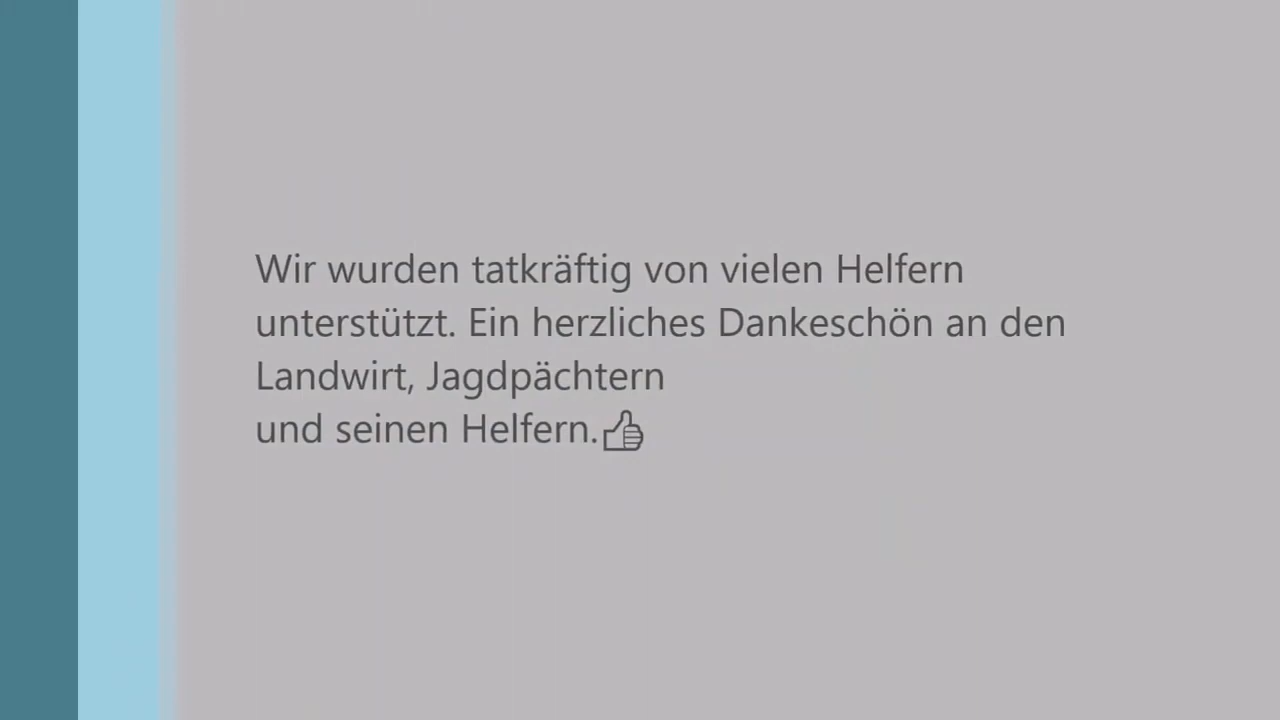 Wir wurden tatkräftig von vielen Helfern
unterstützt. Ein herzliches Dankeschön an den
Landwirt, Jagdpächtern
und seinen Helfern.👍